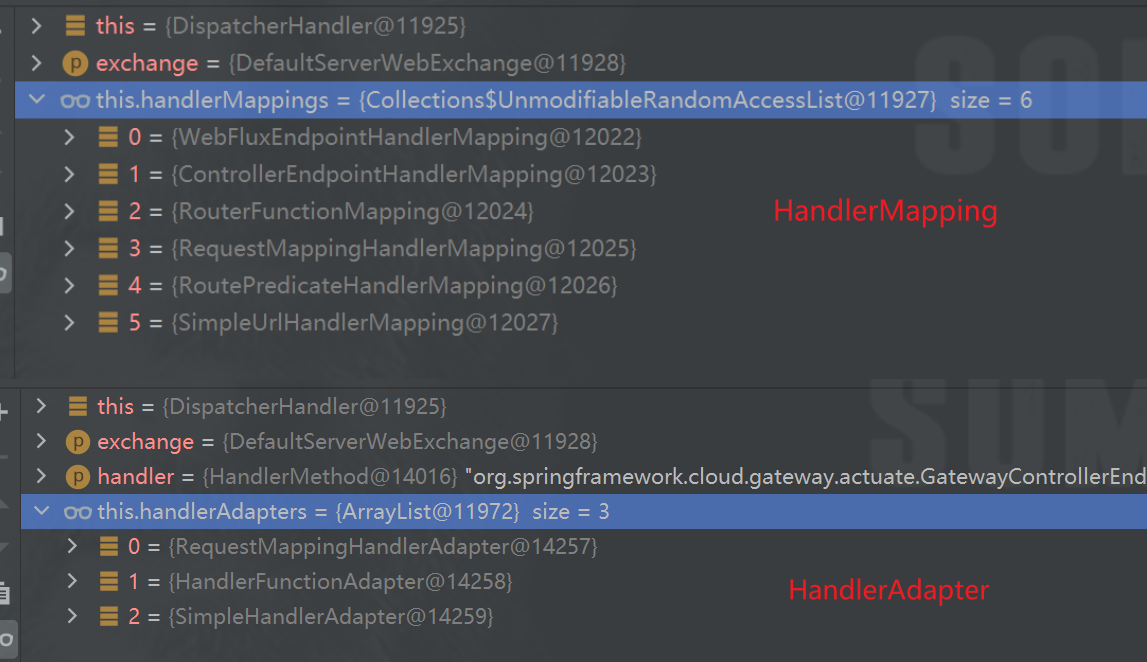 this = {DispatcherHandler@11925}
exchange = {DefaultServerWebExchange@11928}
this.handlerMappings = {Collections$UnmodifiableRandomAccessList@11927} size = 6
0 = {WebFluxEndpointHandlerMapping@12022}
1 = {ControllerEndpointHandlerMapping@12023}
2 = {RouterFunctionMapping@12024}
HandlerMapping
3 = {RequestMappingHandlerMapping@12025}
4 = {RoutePredicateHandlerMapping@12026}
5 = {SimpleUrlHandlerMapping@12027}
this = {DispatcherHandler@11925}
exchange = {DefaultServerWebExchange@11928}
handler = {HandlerMethod@14016} "org.springframework.cloud.gateway.actuate.GatewayControllerEnd
this.handlerAdapters = {ArrayList@11972} size = 3
0 = {RequestMappingHandlerAdapter@14257}
1 = {HandlerFunctionAdapter@14258}
HandlerAdapter
2 = {SimpleHandlerAdapter@14259}